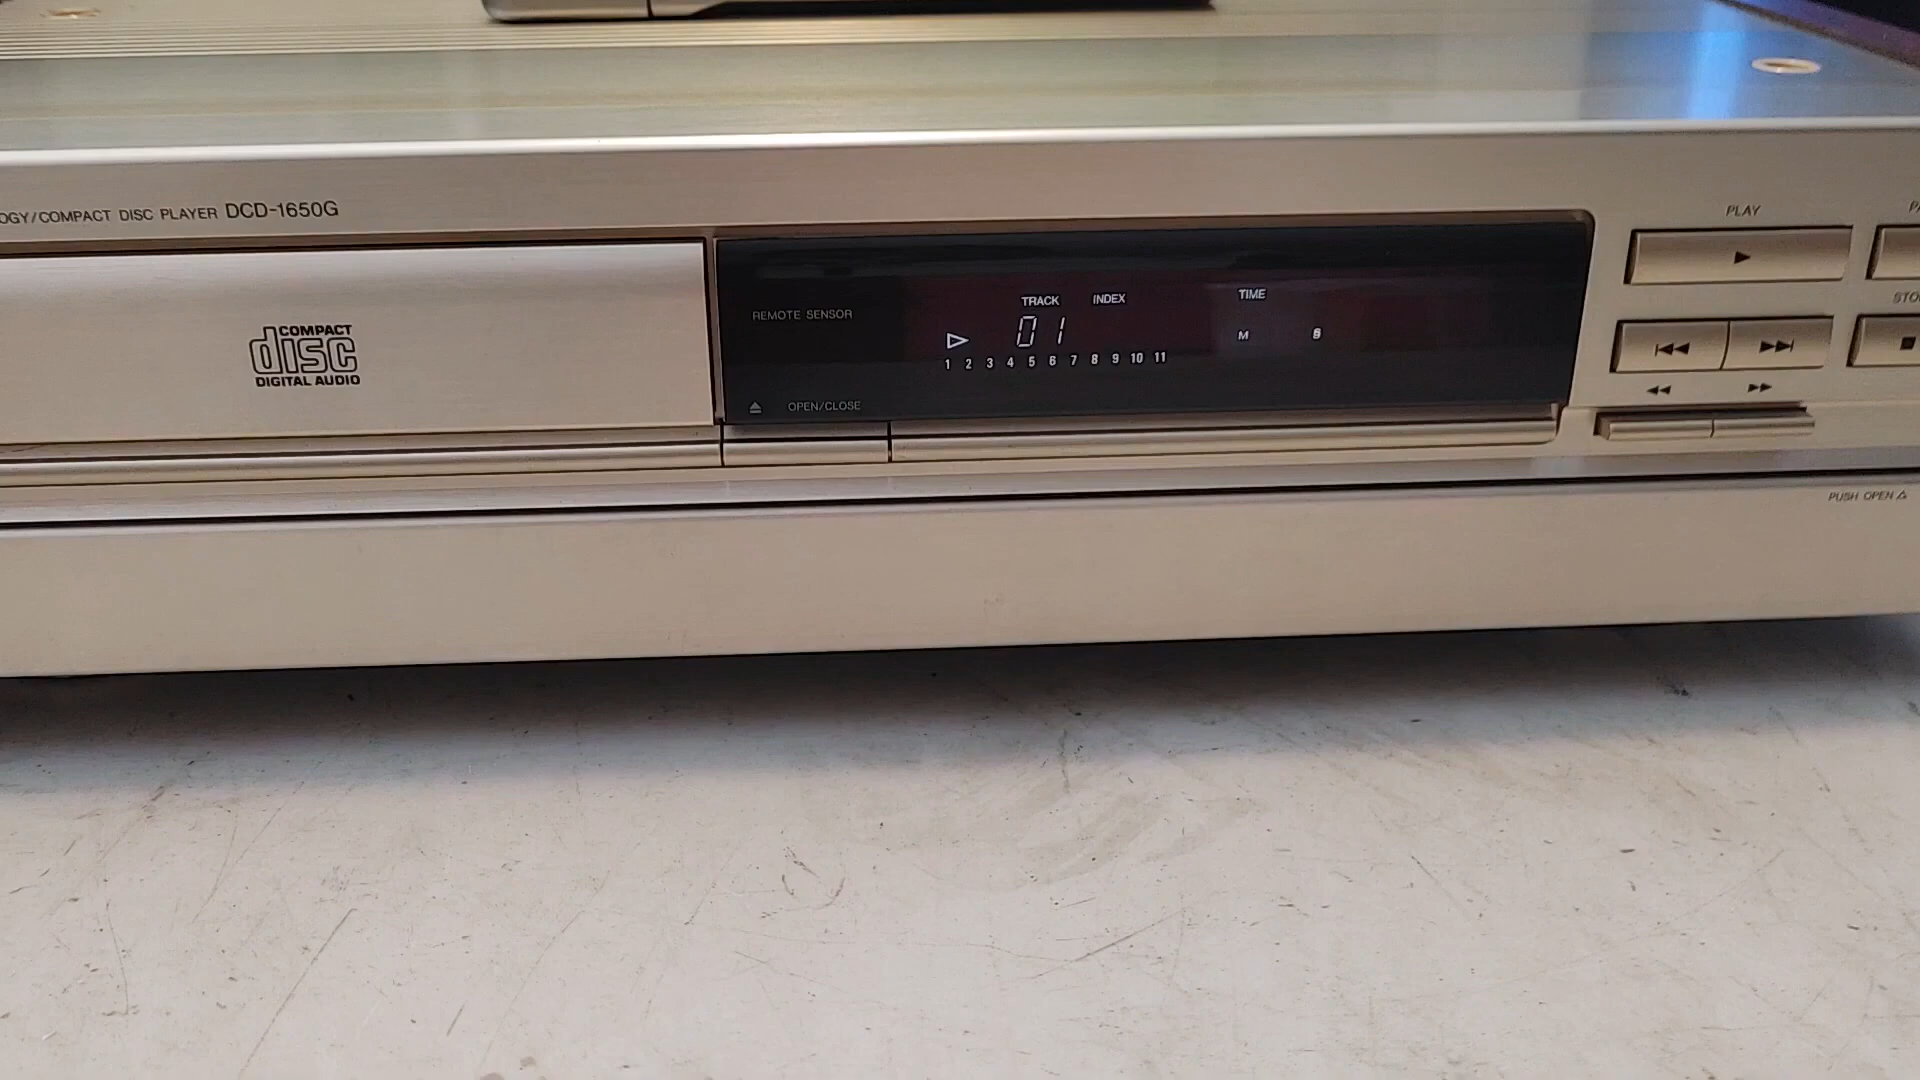 OGY/COMPACT DISC PLAYER DCD-1650G
PLAY
COMPACT
disc
DIGITAL AUDIO
REMOTE SENSOR
TRACK INDEX TIME
01 M S
1 2 3 4 5 6 7 8 9 10 11
OPEN/CLOSE
PUSH OPEN